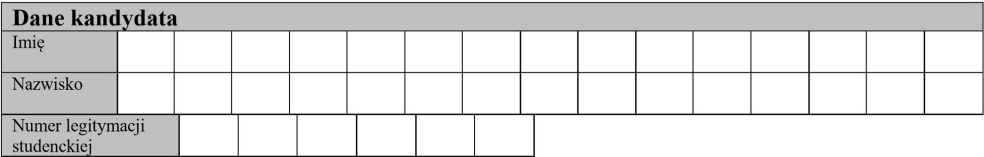 Dane kandydata
Imię
Nazwisko
Numer legitymacji
studenckiej